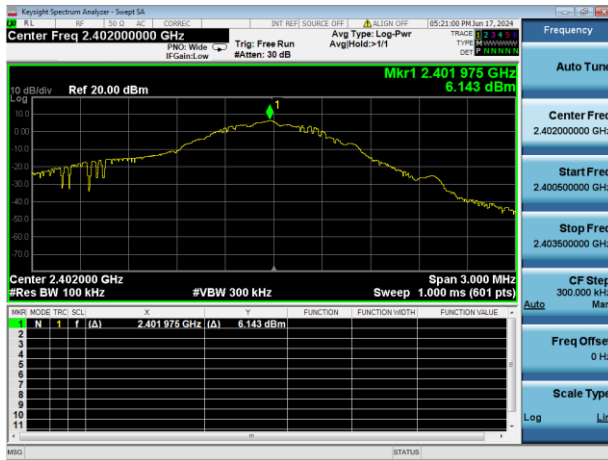 Keysight Spectrum Analyzer - Swept SA
RL RF 50 Ω AC CORREC INT REF SOURCE OFF ALIGN OFF 05:21:00 PM Jun 17, 2024
Center Freq 2.402000000 GHz
PNO: Wide
IFGain:Low
Trig: Free Run
#Atten: 30 dB
Avg Type: Log-Pwr
Avg|Hold:>1/1
TRACE 1 2 3 4 5 6
TYPE M W W W W W
DET P N N N N N
Frequency
Mkr1 2.401 975 GHz
6.143 dBm
10 dB/div Ref 20.00 dBm
Log
10.0
0.00
-10.0
-20.0
-30.0
-40.0
-50.0
-60.0
-70.0
1
Center 2.402000 GHz
#Res BW 100 kHz
#VBW 300 kHz
Span 3.000 MHz
Sweep 1.000 ms (601 pts)
MKR MODE TRC SCL X Y FUNCTION FUNCTION WIDTH FUNCTION VALUE
1 N 1 f (Δ) 2.401 975 GHz (Δ) 6.143 dBm
2
3
4
5
6
7
8
9
10
11
MSG STATUS
Auto Tune
Center Freq
2.402000000 GHz
Start Freq
2.400500000 GHz
Stop Freq
2.403500000 GHz
CF Step
300.000 kHz
Auto Man
Freq Offset
0 Hz
Scale Type
Log Lin